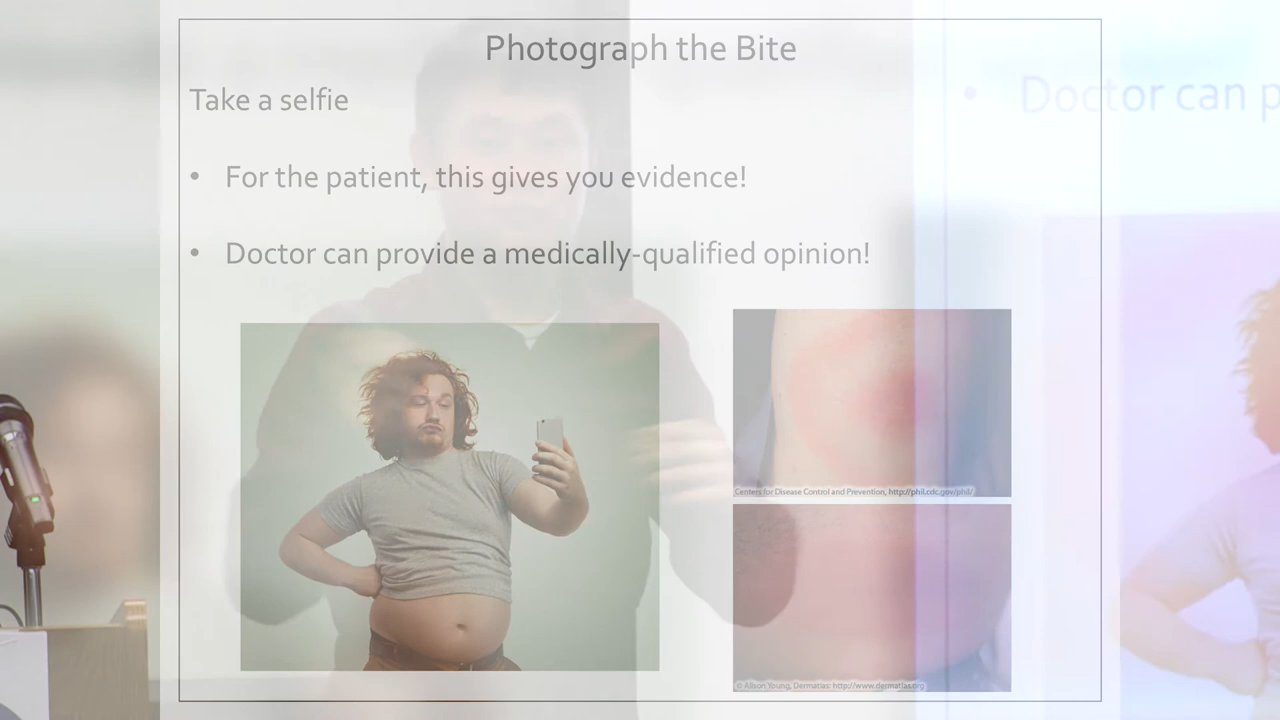 Photograph the Bite
Take a selfie
• For the patient, this gives you evidence!
• Doctor can provide a medically-qualified opinion!
• Doctor can p
Centers for Disease Control and Prevention, http://phil.cdc.gov/phil/
© Allison Young, Dermatlas: http://www.dermatlas.org